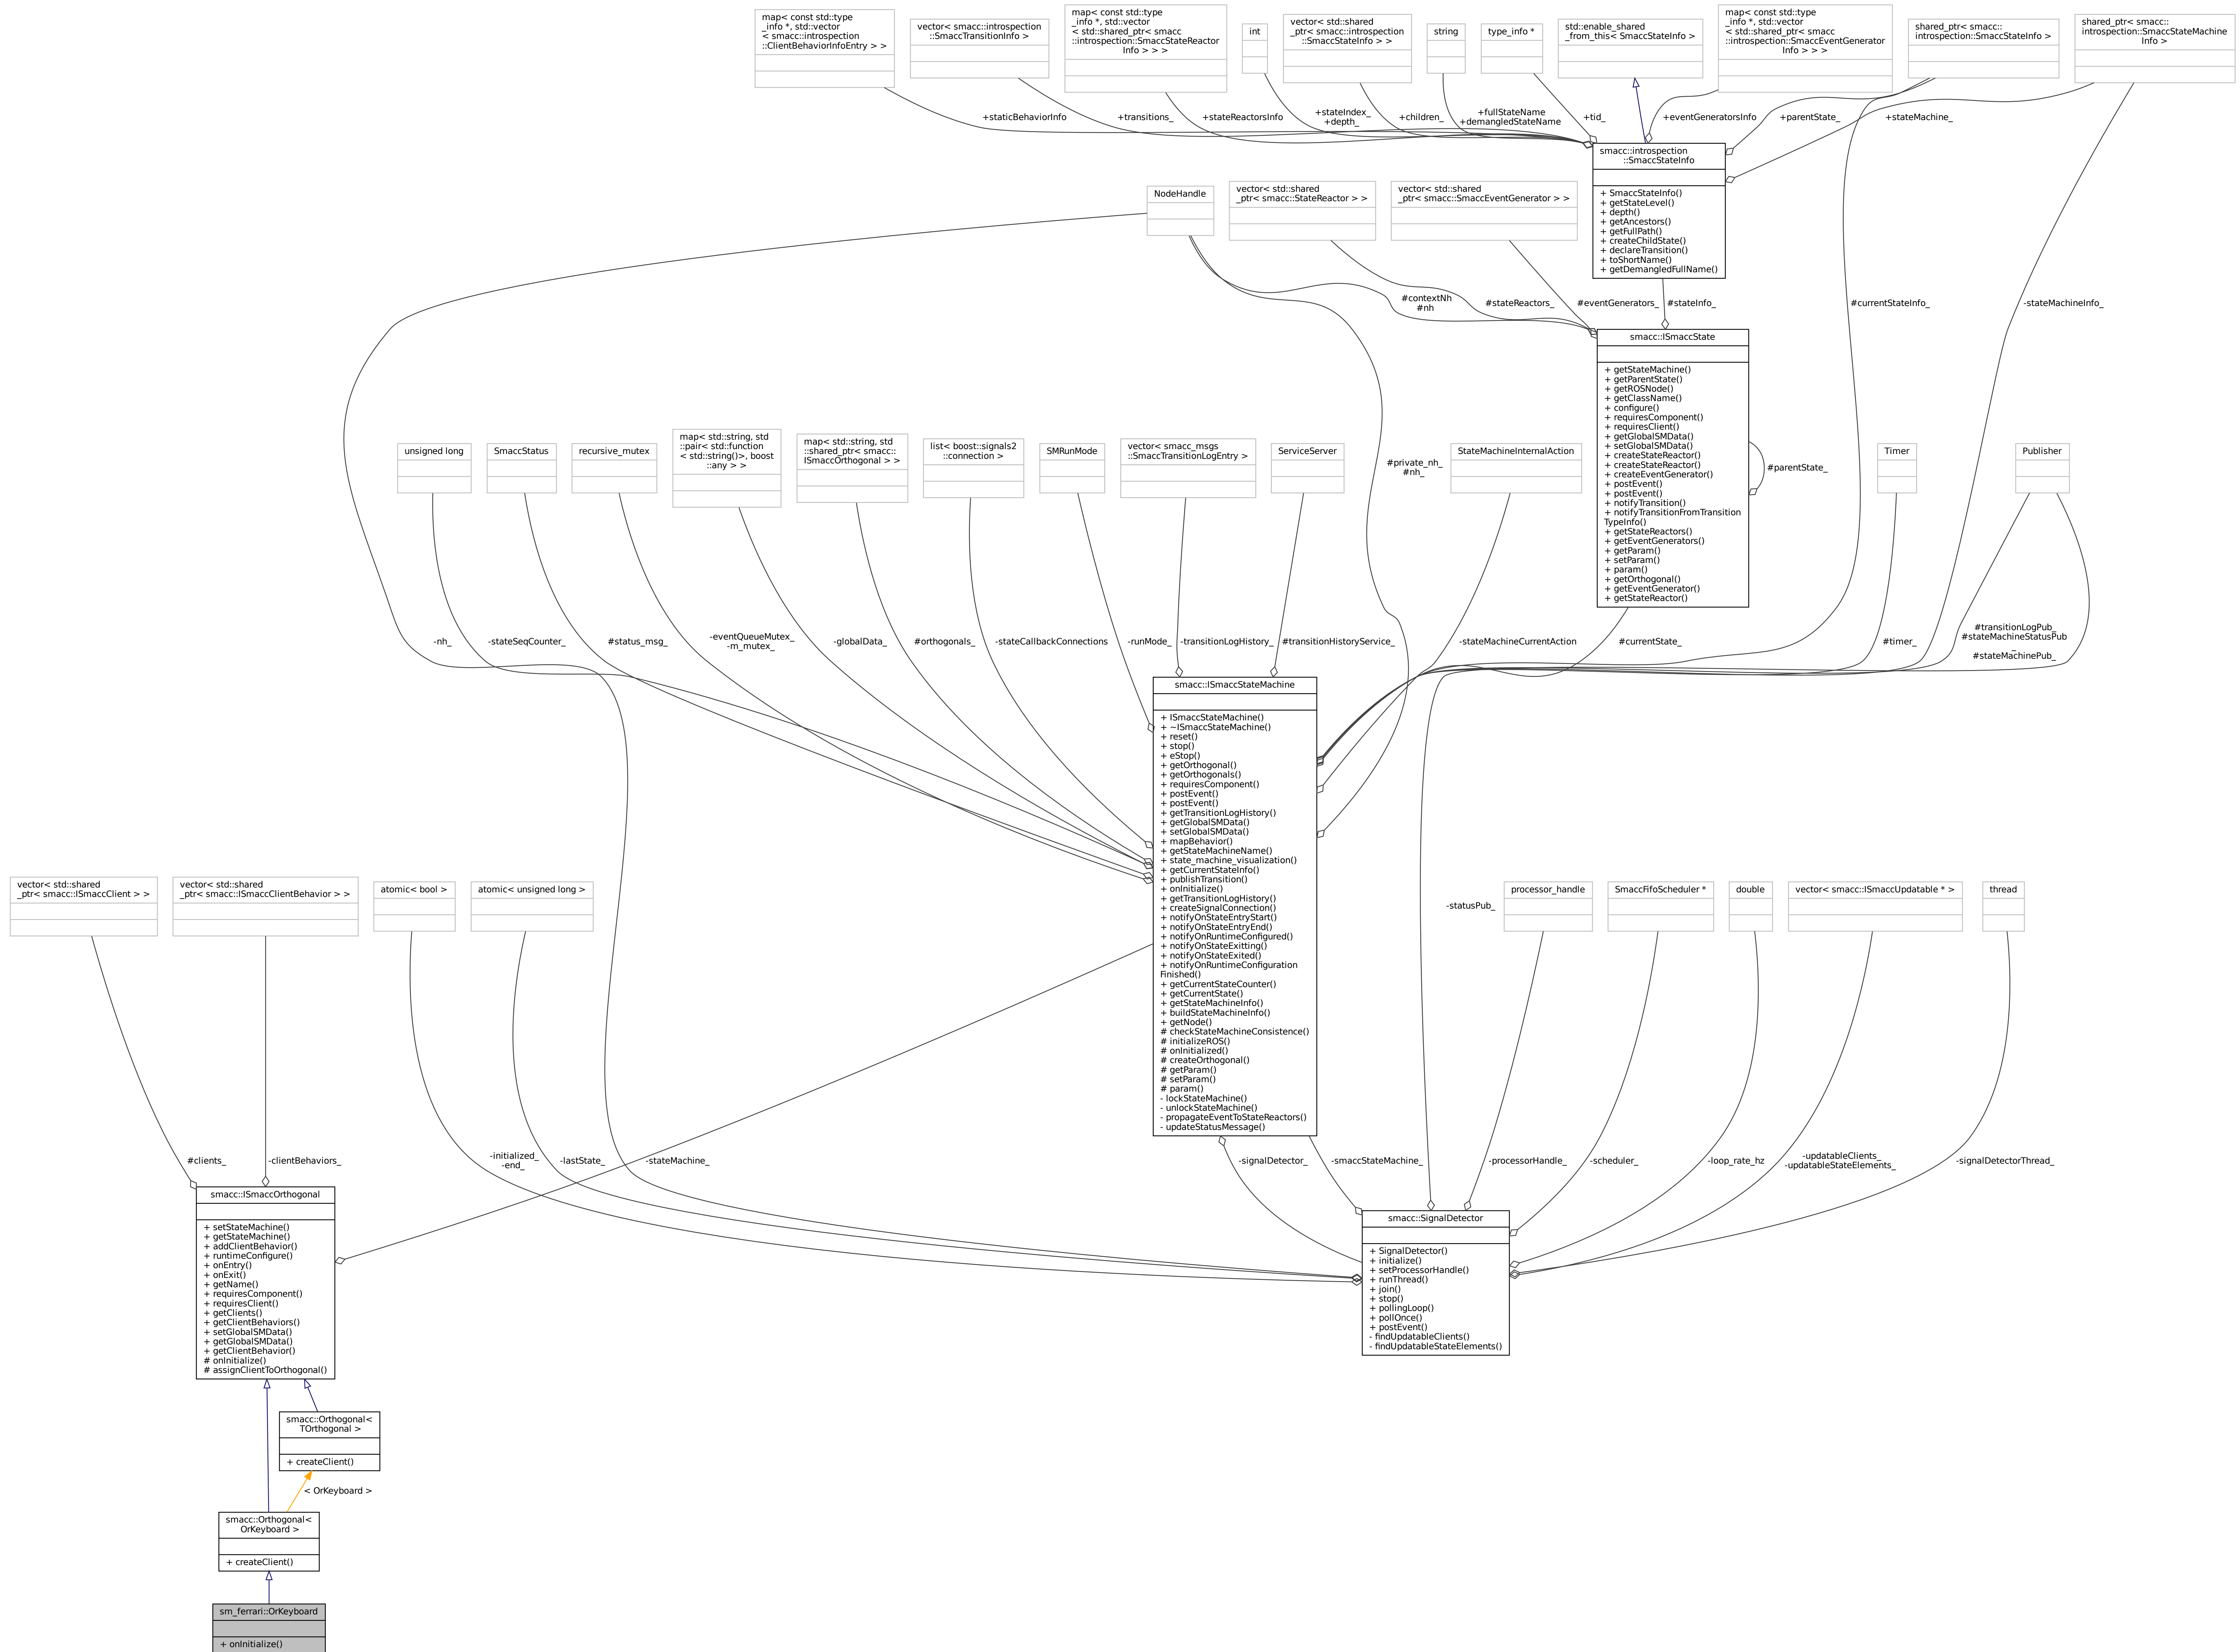 map< const std::type
_info *, std::vector
< smacc::introspection
::ClientBehaviorInfoEntry > >
vector< smacc::introspection
::SmaccTransitionInfo >
map< const std::type
_info *, std::vector
< std::shared_ptr< smacc
::introspection::SmaccStateReactor
Info > > >
int
vector< std::shared
_ptr< smacc::introspection
::SmaccStateInfo > >
string
type_info *
std::enable_shared
_from_this< SmaccStateInfo >
map< const std::type
_info *, std::vector
< std::shared_ptr< smacc
::introspection::SmaccEventGenerator
Info > > >
shared_ptr< smacc::
introspection::SmaccStateInfo >
shared_ptr< smacc::
introspection::SmaccStateMachine
Info >
+staticBehaviorInfo
+transitions_
+stateReactorsInfo
+stateIndex_
+depth_
+children_
+fullStateName
+demangledStateName
+tid_
+eventGeneratorsInfo
+parentState_
+stateMachine_
smacc::introspection
::SmaccStateInfo
+ SmaccStateInfo()
+ getStateLevel()
+ depth()
+ getAncestors()
+ getFullPath()
+ createChildState()
+ declareTransition()
+ toShortName()
+ getDemangledFullName()
NodeHandle
vector< std::shared
_ptr< smacc::StateReactor > >
vector< std::shared
_ptr< smacc::SmaccEventGenerator > >
#contextNh
#nh
#stateReactors_
#eventGenerators_
#stateInfo_
#currentStateInfo_
-stateMachineInfo_
smacc::ISmaccState
+ getStateMachine()
+ getParentState()
+ getROSNode()
+ getClassName()
+ configure()
+ requiresComponent()
+ requiresClient()
+ getGlobalSMData()
+ setGlobalSMData()
+ createStateReactor()
+ createStateReactor()
+ createEventGenerator()
+ postEvent()
+ postEvent()
+ notifyTransition()
+ notifyTransitionFromTransition
TypeInfo()
+ getStateReactors()
+ getEventGenerators()
+ getParam()
+ setParam()
+ param()
+ getOrthogonal()
+ getEventGenerator()
+ getStateReactor()
#parentState_
unsigned long
SmaccStatus
recursive_mutex
map< std::string, std
::pair< std::function
< std::string()>, boost
::any > >
map< std::string, std
::shared_ptr< smacc::
ISmaccOrthogonal > >
list< boost::signals2
::connection >
SMRunMode
vector< smacc_msgs
::SmaccTransitionLogEntry >
ServiceServer
#private_nh_
#nh_
StateMachineInternalAction
Timer
Publisher
-nh_
-stateSeqCounter_
#status_msg_
-eventQueueMutex_
-m_mutex_
-globalData_
#orthogonals_
-stateCallbackConnections
-runMode_
-transitionLogHistory_
#transitionHistoryService_
-stateMachineCurrentAction
#currentState_
#timer_
#transitionLogPub_
#stateMachineStatusPub
_
#stateMachinePub_
smacc::ISmaccStateMachine
+ ISmaccStateMachine()
+ ~ISmaccStateMachine()
+ reset()
+ stop()
+ eStop()
+ getOrthogonal()
+ getOrthogonals()
+ requiresComponent()
+ postEvent()
+ postEvent()
+ getTransitionLogHistory()
+ getGlobalSMData()
+ setGlobalSMData()
+ mapBehavior()
+ getStateMachineName()
+ state_machine_visualization()
+ getCurrentStateInfo()
+ publishTransition()
+ onInitialize()
+ getTransitionLogHistory()
+ createSignalConnection()
+ notifyOnStateEntryStart()
+ notifyOnStateEntryEnd()
+ notifyOnRuntimeConfigured()
+ notifyOnStateExitting()
+ notifyOnStateExited()
+ notifyOnRuntimeConfiguration
Finished()
+ getCurrentStateCounter()
+ getCurrentState()
+ getStateMachineInfo()
+ buildStateMachineInfo()
+ getNode()
# checkStateMachineConsistence()
# initializeROS()
# onInitialized()
# createOrthogonal()
# getParam()
# setParam()
# param()
- lockStateMachine()
- unlockStateMachine()
- propagateEventToStateReactors()
- updateStatusMessage()
vector< std::shared
_ptr< smacc::ISmaccClient > >
vector< std::shared
_ptr< smacc::ISmaccClientBehavior > >
atomic< bool >
atomic< unsigned long >
-statusPub_
processor_handle
SmaccFifoScheduler *
double
vector< smacc::ISmaccUpdatable * >
thread
#clients_
-clientBehaviors_
-initialized_
-end_
-lastState_
-stateMachine_
-signalDetector_
-smaccStateMachine_
-processorHandle_
-scheduler_
-loop_rate_hz
-updatableClients_
-updatableStateElements_
-signalDetectorThread_
smacc::ISmaccOrthogonal
+ setStateMachine()
+ getStateMachine()
+ addClientBehavior()
+ runtimeConfigure()
+ onEntry()
+ onExit()
+ getName()
+ requiresComponent()
+ requiresClient()
+ getClients()
+ getClientBehaviors()
+ setGlobalSMData()
+ getGlobalSMData()
+ getClientBehavior()
# onInitialize()
# assignClientToOrthogonal()
smacc::SignalDetector
+ SignalDetector()
+ initialize()
+ setProcessorHandle()
+ runThread()
+ join()
+ stop()
+ pollingLoop()
+ pollOnce()
+ postEvent()
- findUpdatableClients()
- findUpdatableStateElements()
smacc::Orthogonal<
TOrthogonal >
+ createClient()
< OrKeyboard >
smacc::Orthogonal<
OrKeyboard >
+ createClient()
sm_ferrari::OrKeyboard
+ onInitialize()